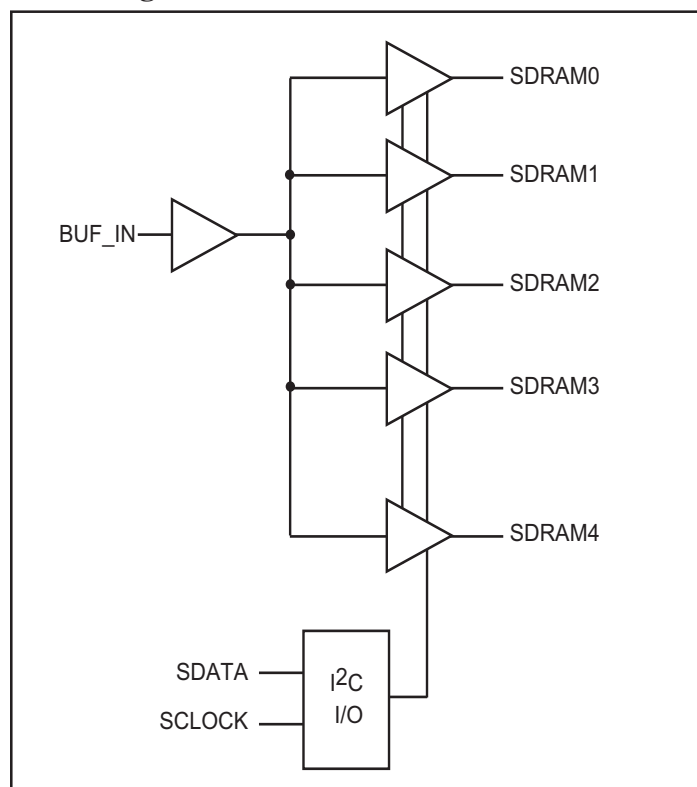 SDRAM0
SDRAM1
BUF_IN
SDRAM2
SDRAM3
SDRAM4
SDATA
I2C
I/O
SCLOCK